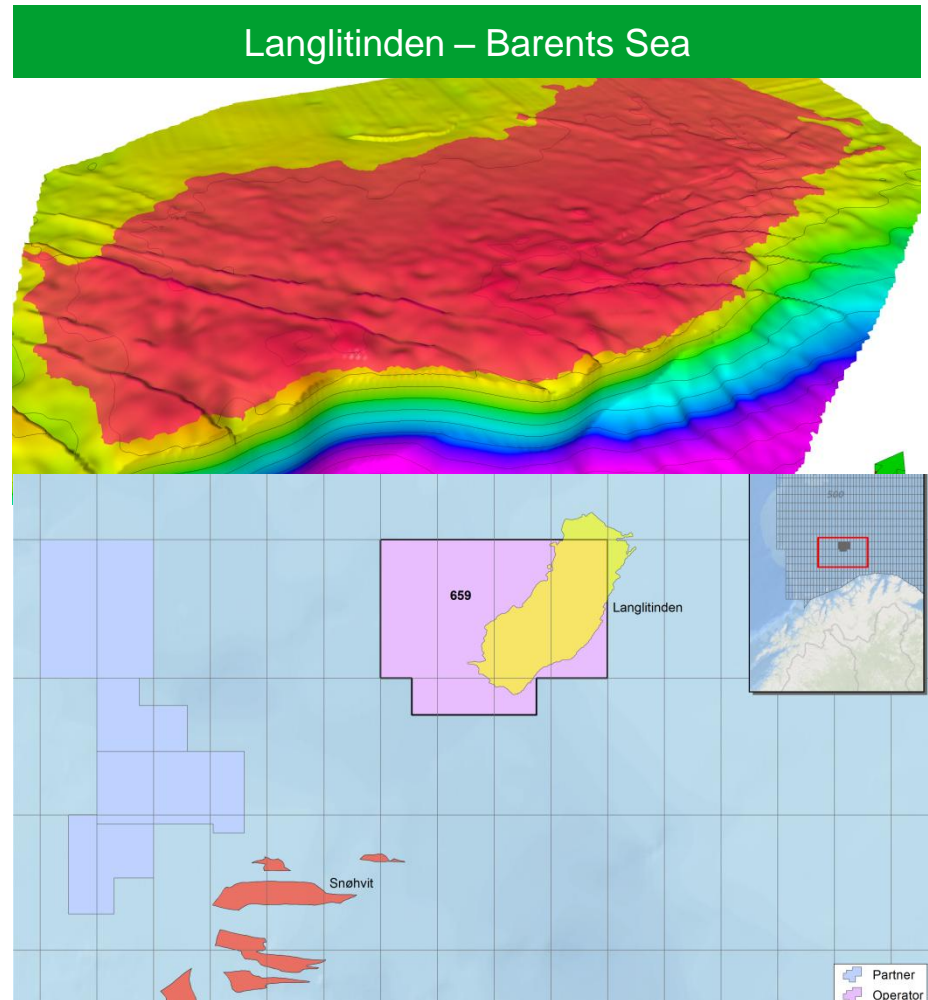 Langlitinden – Barents Sea
500
659
Langlitinden
Snøhvit
Partner
Operator